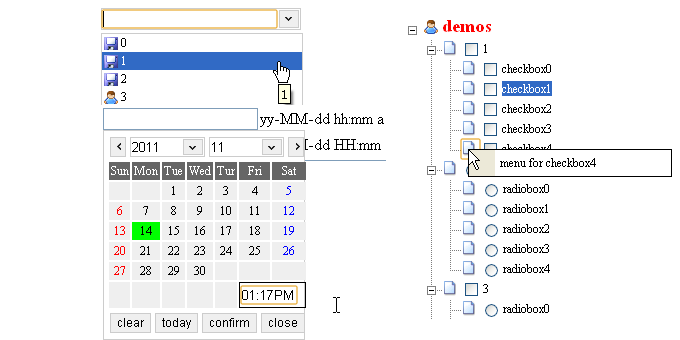 0
1
2
3
1
yy-MM-dd hh:mm a
2011 11
-dd HH:mm
Sun Mon Tue Wed Tur Fri Sat
1 2 3 4 5
6 7 8 9 10 11 12
13 14 15 16 17 18 19
20 21 22 23 24 25 26
27 28 29 30
01:17PM
clear today confirm close
demos
1
checkbox0
checkbox1
checkbox2
checkbox3
checkbox4
menu for checkbox4
radiobox0
radiobox1
radiobox2
radiobox3
radiobox4
3
radiobox0